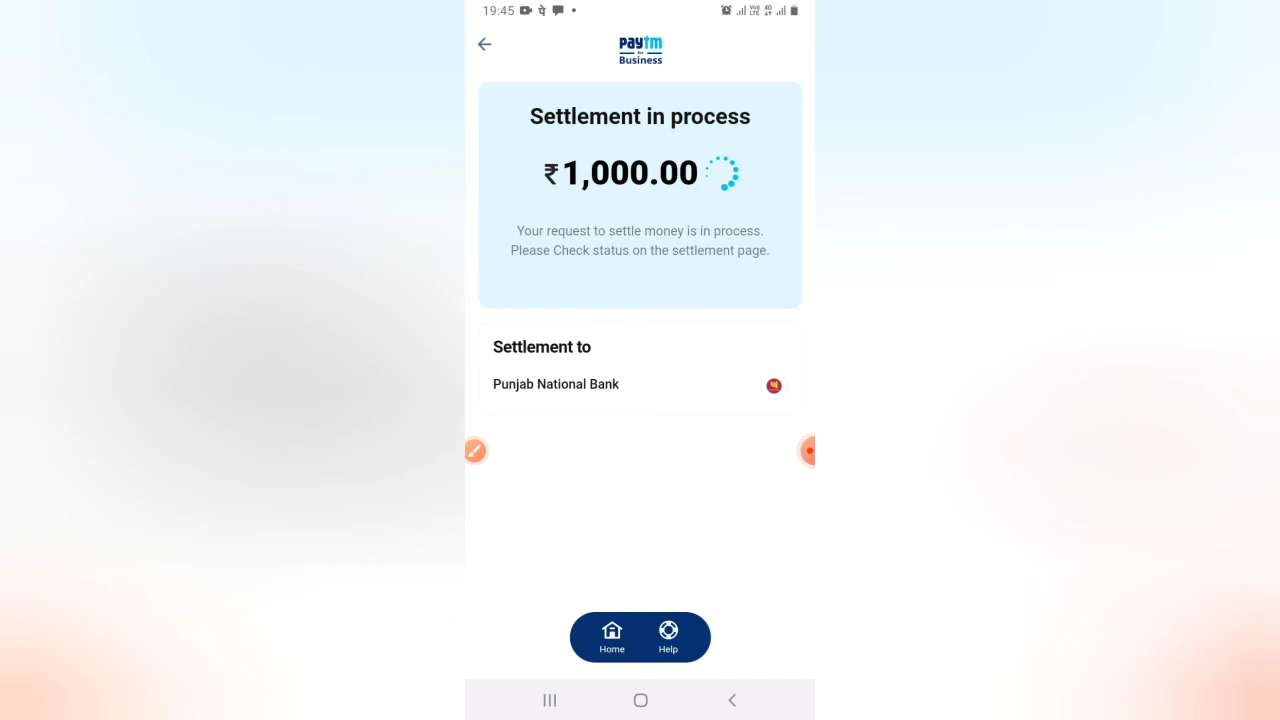 19:45
paytm
for
Business
Settlement in process
₹1,000.00
Your request to settle money is in process.
Please Check status on the settlement page.
Settlement to
Punjab National Bank
Home
Help